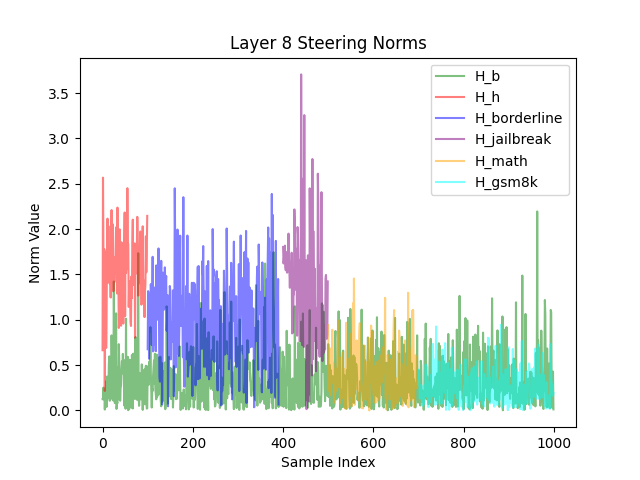 Layer 8 Steering Norms
H_b
H_h
H_borderline
H_jailbreak
H_math
H_gsm8k
Norm Value
3.5
3.0
2.5
2.0
1.5
1.0
0.5
0.0
0
200
400
600
800
1000
Sample Index